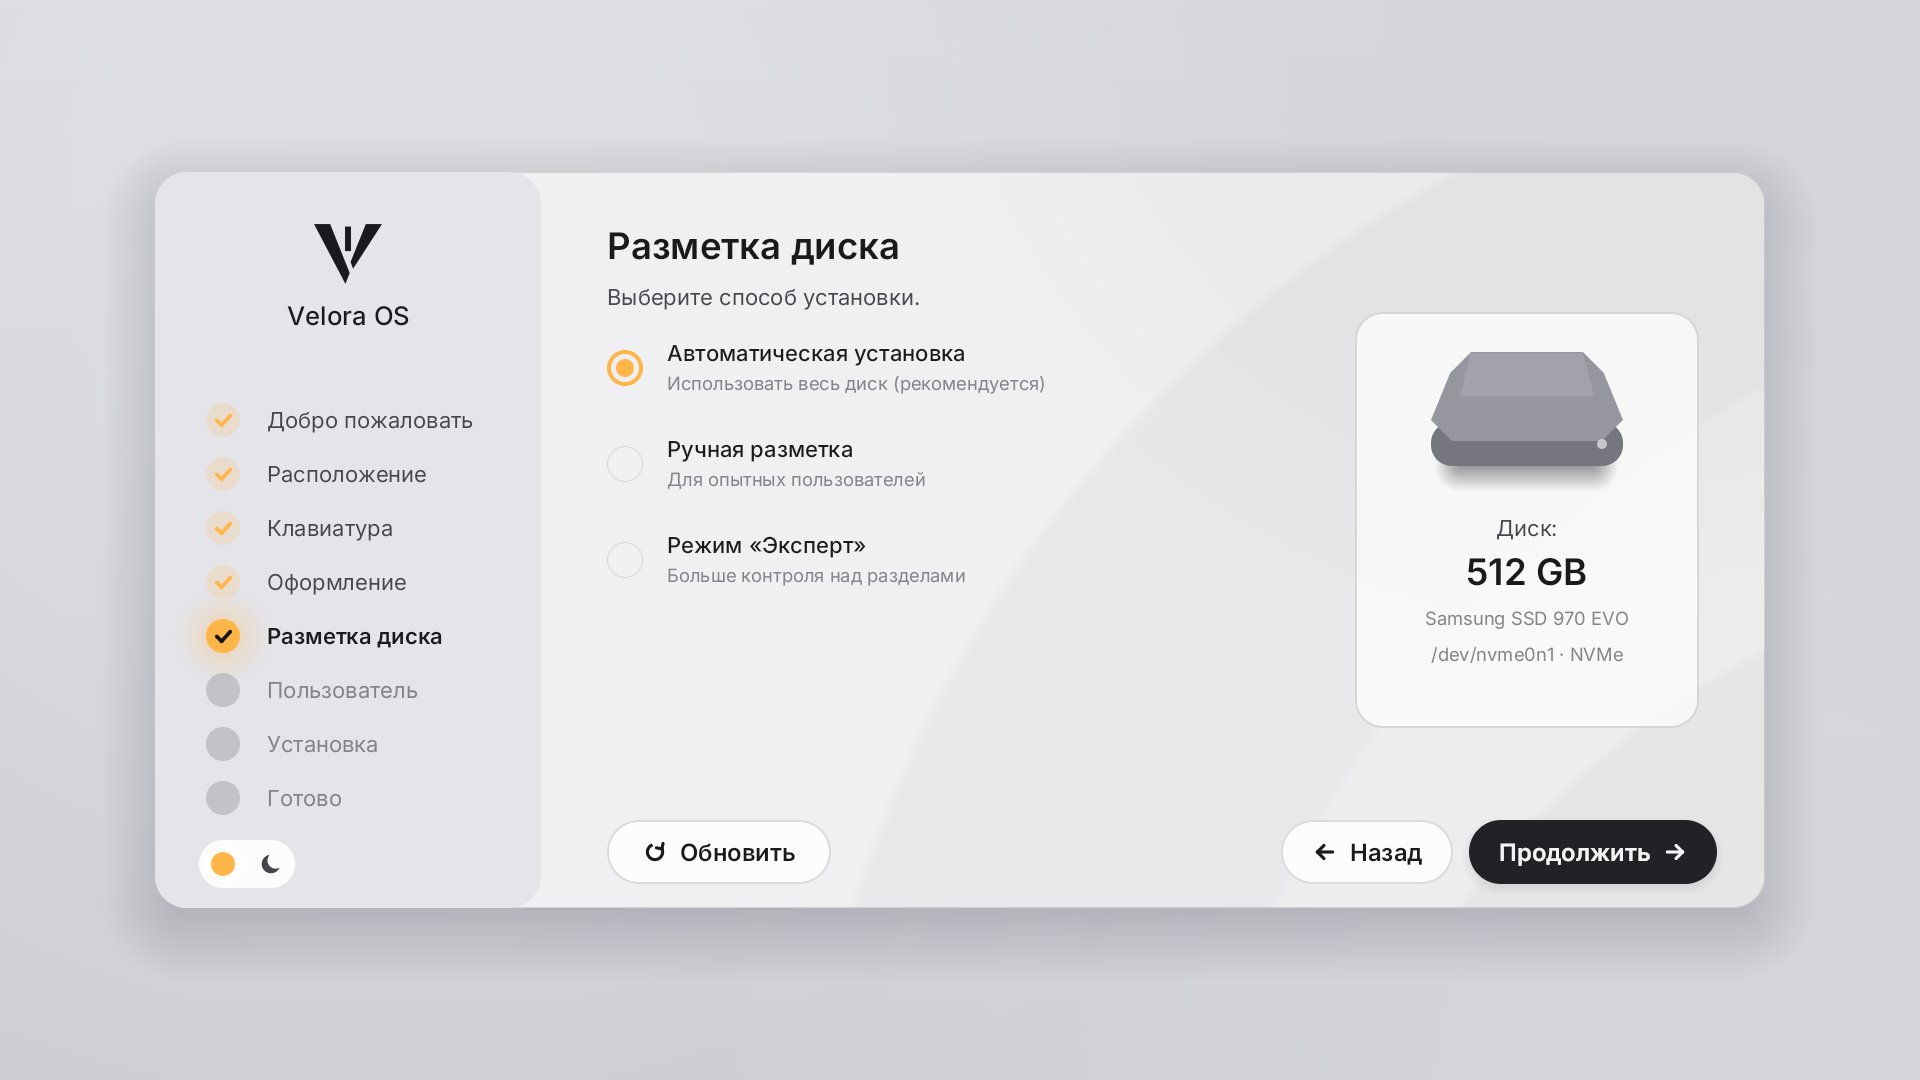 Velora OS
Добро пожаловать
Расположение
Клавиатура
Оформление
Разметка диска
Пользователь
Установка
Готово
Разметка диска
Выберите способ установки.
Автоматическая установка
Использовать весь диск (рекомендуется)
Ручная разметка
Для опытных пользователей
Режим «Эксперт»
Больше контроля над разделами
Диск:
512 GB
Samsung SSD 970 EVO
/dev/nvme0n1 · NVMe
Обновить
Назад
Продолжить